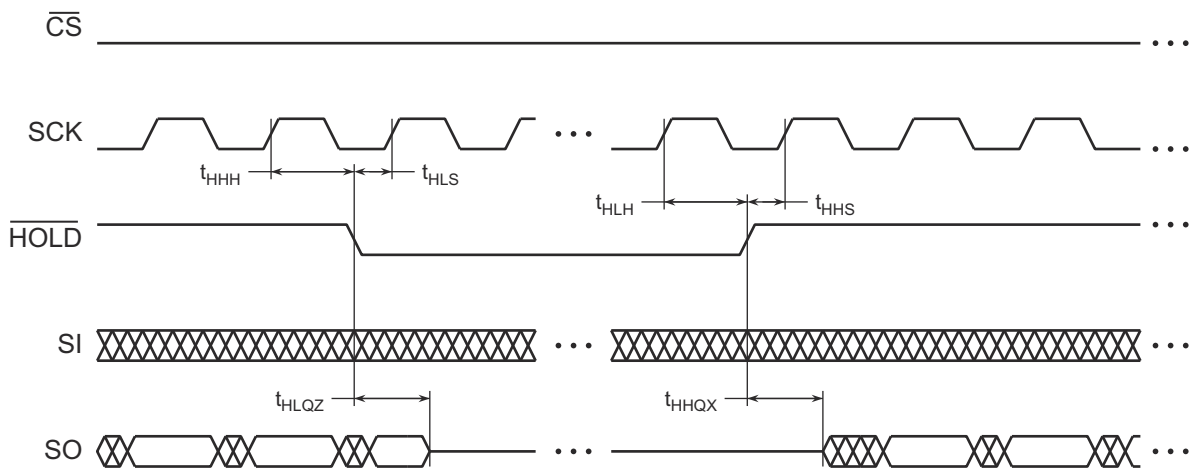 CS
SCK
tHHH
tHLS
tHLH
tHHS
HOLD
SI
tHLQZ
tHHQX
SO